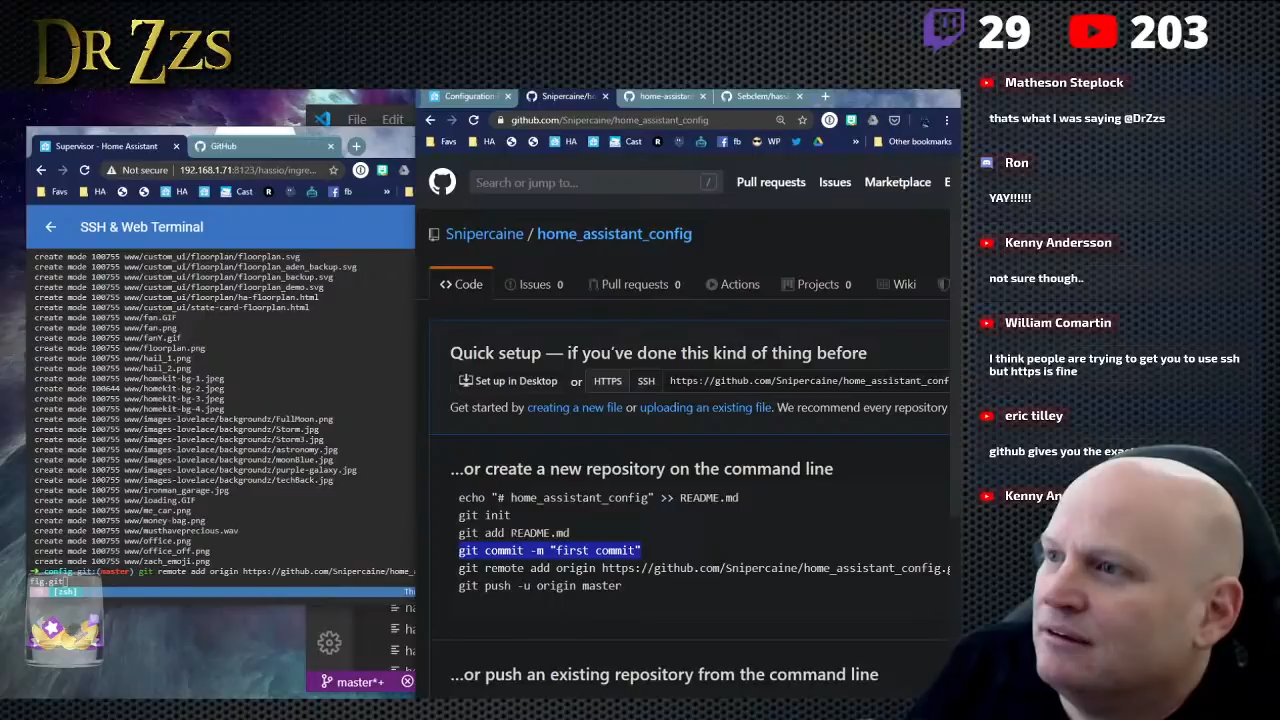 DR ZZS
29
203
File Edit
Supervisor - Home Assistant
GitHub
Not secure 192.168.1.71:8123/hassio/ingre...
Favs HA HA Cast R fb
SSH & Web Terminal
create mode 100755 www/custom_ui/floorplan/floorplan.svg
create mode 100755 www/custom_ui/floorplan/floorplan_aden_backup.svg
create mode 100755 www/custom_ui/floorplan/floorplan_backup.svg
create mode 100755 www/custom_ui/floorplan/floorplan_demo.svg
create mode 100755 www/custom_ui/floorplan/ha-floorplan.html
create mode 100755 www/custom_ui/state-card-floorplan.html
create mode 100755 www/fan.GIF
create mode 100755 www/fan.png
create mode 100755 www/fanY.gif
create mode 100755 www/floorplan.png
create mode 100755 www/hail_1.png
create mode 100755 www/hail_2.png
create mode 100755 www/homekit-bg-1.jpeg
create mode 100644 www/homekit-bg-2.jpeg
create mode 100755 www/homekit-bg-3.jpeg
create mode 100755 www/homekit-bg-4.jpeg
create mode 100755 www/images-lovelace/backgroundz/FullMoon.png
create mode 100755 www/images-lovelace/backgroundz/Storm.jpg
create mode 100755 www/images-lovelace/backgroundz/Storm3.jpg
create mode 100755 www/images-lovelace/backgroundz/astronomy.jpg
create mode 100755 www/images-lovelace/backgroundz/moonBlue.jpg
create mode 100755 www/images-lovelace/backgroundz/purple-galaxy.jpg
create mode 100755 www/images-lovelace/backgroundz/techBack.jpg
create mode 100755 www/ironman_garage.jpg
create mode 100755 www/loading.GIF
create mode 100755 www/me_car.png
create mode 100755 www/money-bag.png
create mode 100755 www/musthaveprecious.wav
create mode 100755 www/office.png
create mode 100755 www/office_off.png
create mode 100755 www/zach_emoji.png
config git:(master) git remote add origin https://github.com/Snipercaine/home_a
fig.git
[zsh]
master*+
Configuration
Snipercaine/ho
home-assistant
Sebclem/hass
github.com/Snipercaine/home_assistant_config
Favs HA HA Cast R fb WP Other bookmarks
Search or jump to... /
Pull requests Issues Marketplace E
Snipercaine / home_assistant_config
Code Issues 0 Pull requests 0 Actions Projects 0 Wiki
Quick setup — if you've done this kind of thing before
Set up in Desktop or HTTPS SSH https://github.com/Snipercaine/home_assistant_conf
Get started by creating a new file or uploading an existing file. We recommend every repository
...or create a new repository on the command line
echo "# home_assistant_config" >> README.md
git init
git add README.md
git commit -m "first commit"
git remote add origin https://github.com/Snipercaine/home_assistant_config.g
git push -u origin master
...or push an existing repository from the command line
Matheson Steplock
thats what I was saying @DrZzs
Ron
YAY!!!!!!
Kenny Andersson
not sure though..
William Comartin
I think people are trying to get you to use ssh
but https is fine
eric tilley
github gives you the exa
Kenny An